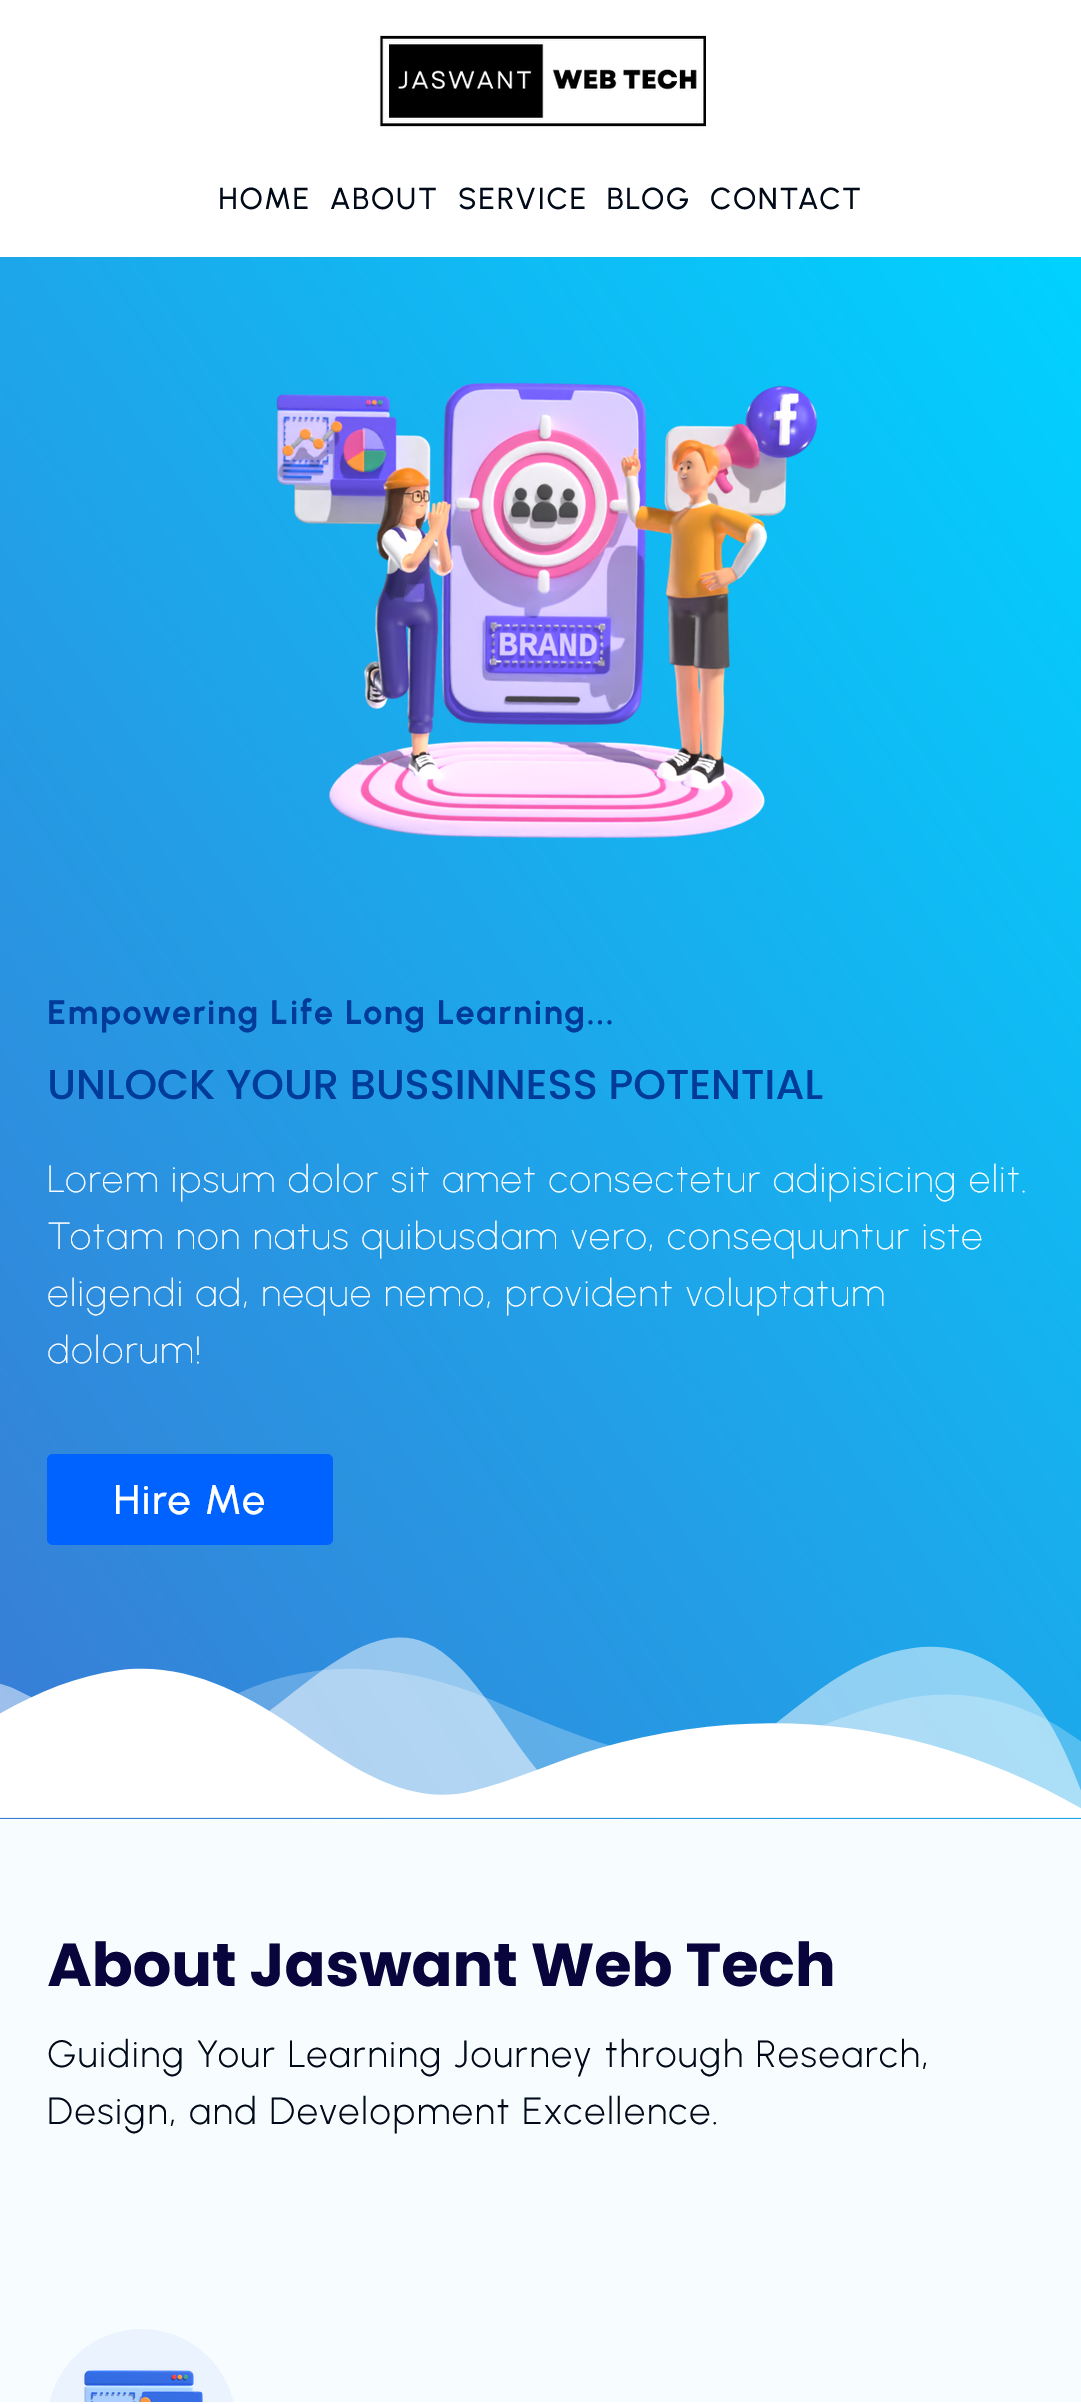 JASWANT WEB TECH
HOME ABOUT SERVICE BLOG CONTACT
f
BRAND
Empowering Life Long Learning...
UNLOCK YOUR BUSSINNESS POTENTIAL
Lorem ipsum dolor sit amet consectetur adipisicing elit.
Totam non natus quibusdam vero, consequuntur iste
eligendi ad, neque nemo, provident voluptatum
dolorum!
Hire Me
About Jaswant Web Tech
Guiding Your Learning Journey through Research,
Design, and Development Excellence.